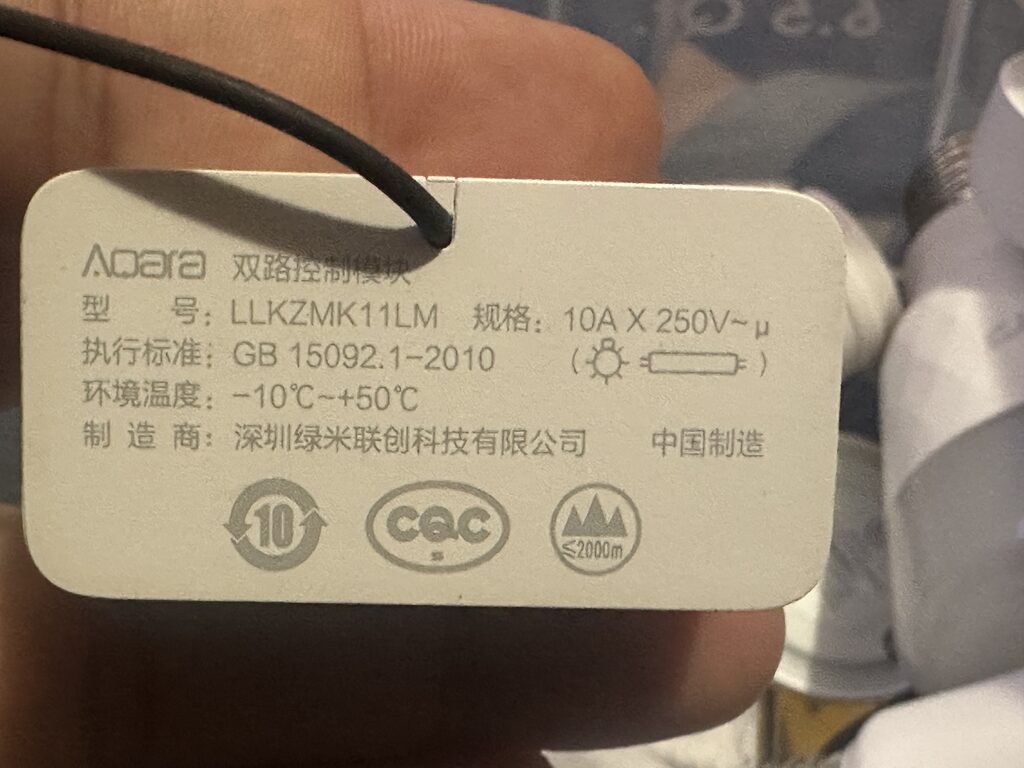 Aqara 双路控制模块
型 号：LLKZMK11LM 规格：10A X 250V~ μ
执行标准：GB 15092.1-2010
环境温度：-10℃~+50℃
制 造 商：深圳绿米联创科技有限公司 中国制造
10 CQC ≤2000m